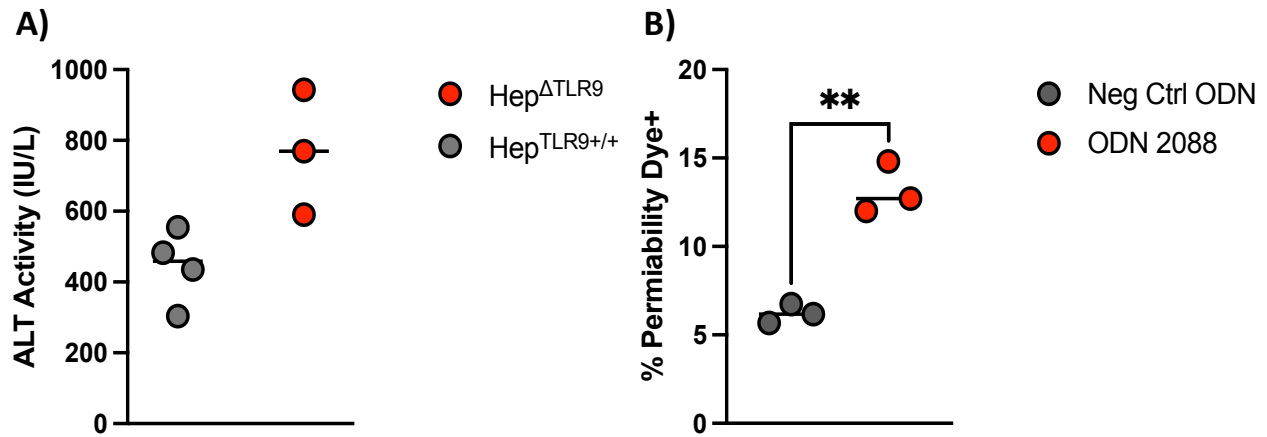 A)
1000
800
600
400
200
0
ALT Activity (IU/L)
Hep^ΔTLR9
Hep^TLR9+/+
B)
20
15
10
5
0
% Permiability Dye+
**
Neg Ctrl ODN
ODN 2088